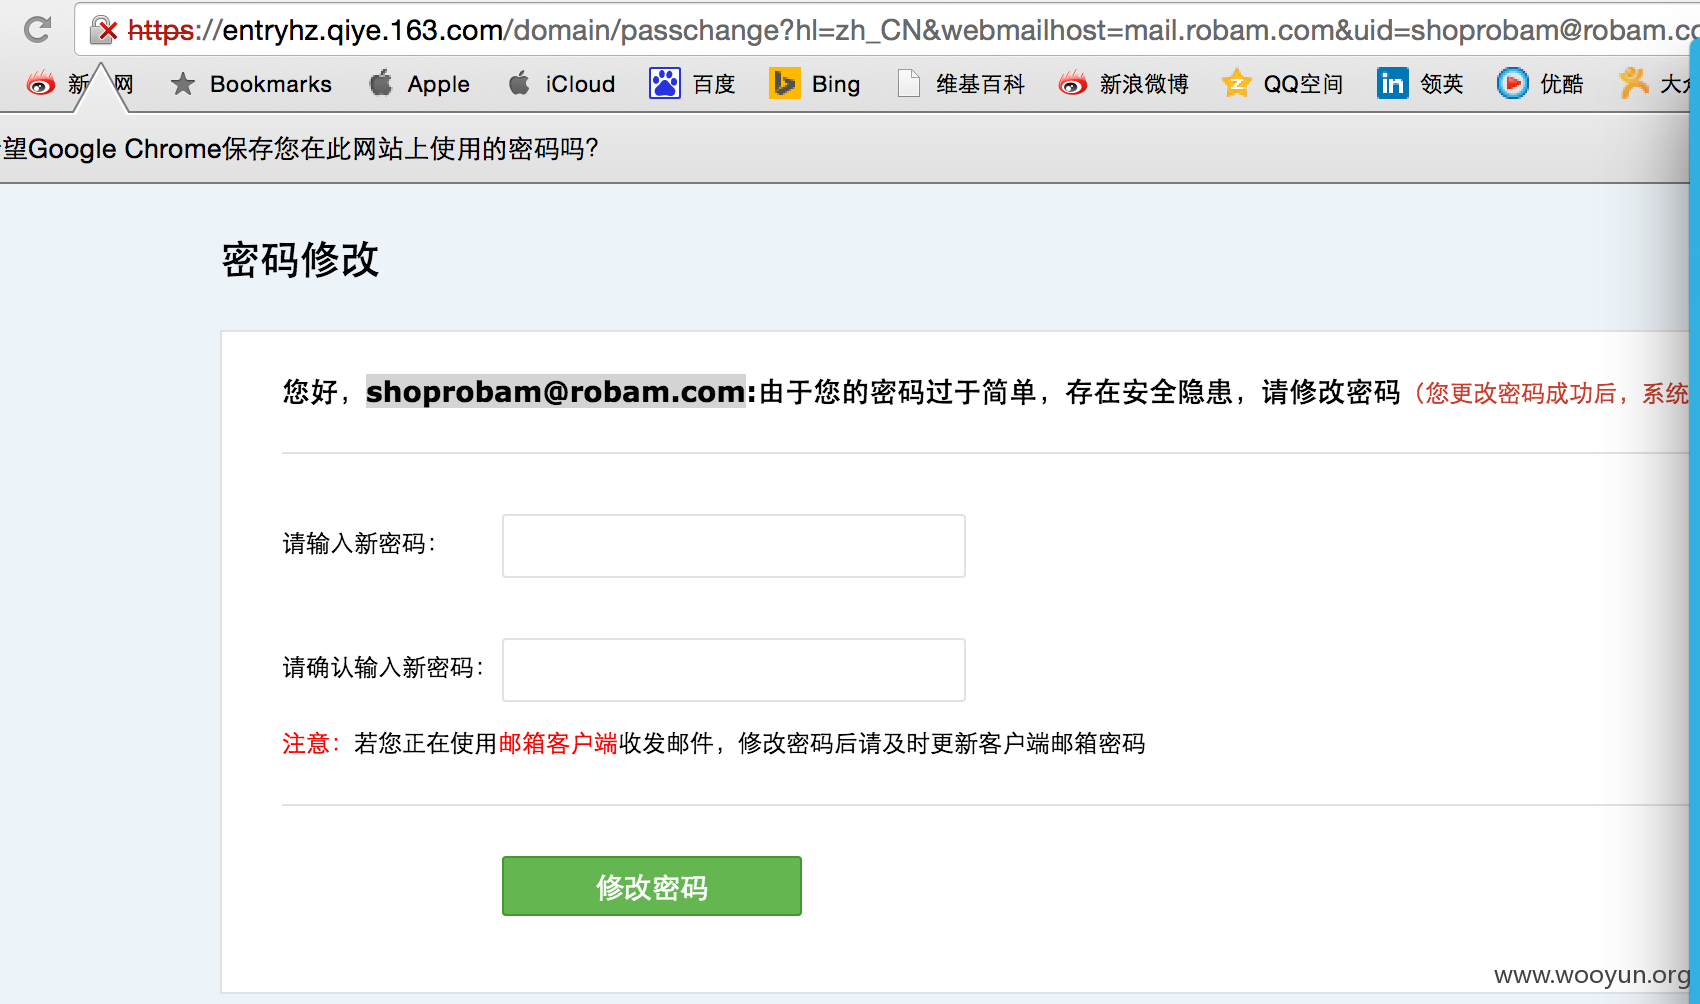 https://entryhz.qiye.163.com/domain/passchange?hl=zh_CN&webmailhost=mail.robam.com&uid=shoprobam@robam.co
新 网 Bookmarks Apple iCloud 百度 Bing 维基百科 新浪微博 QQ空间 领英 优酷 大众
望Google Chrome保存您在此网站上使用的密码吗?
密码修改
您好，shoprobam@robam.com:由于您的密码过于简单，存在安全隐患，请修改密码（您更改密码成功后，系统
请输入新密码：
请确认输入新密码：
注意：若您正在使用邮箱客户端收发邮件，修改密码后请及时更新客户端邮箱密码
修改密码
www.wooyun.org